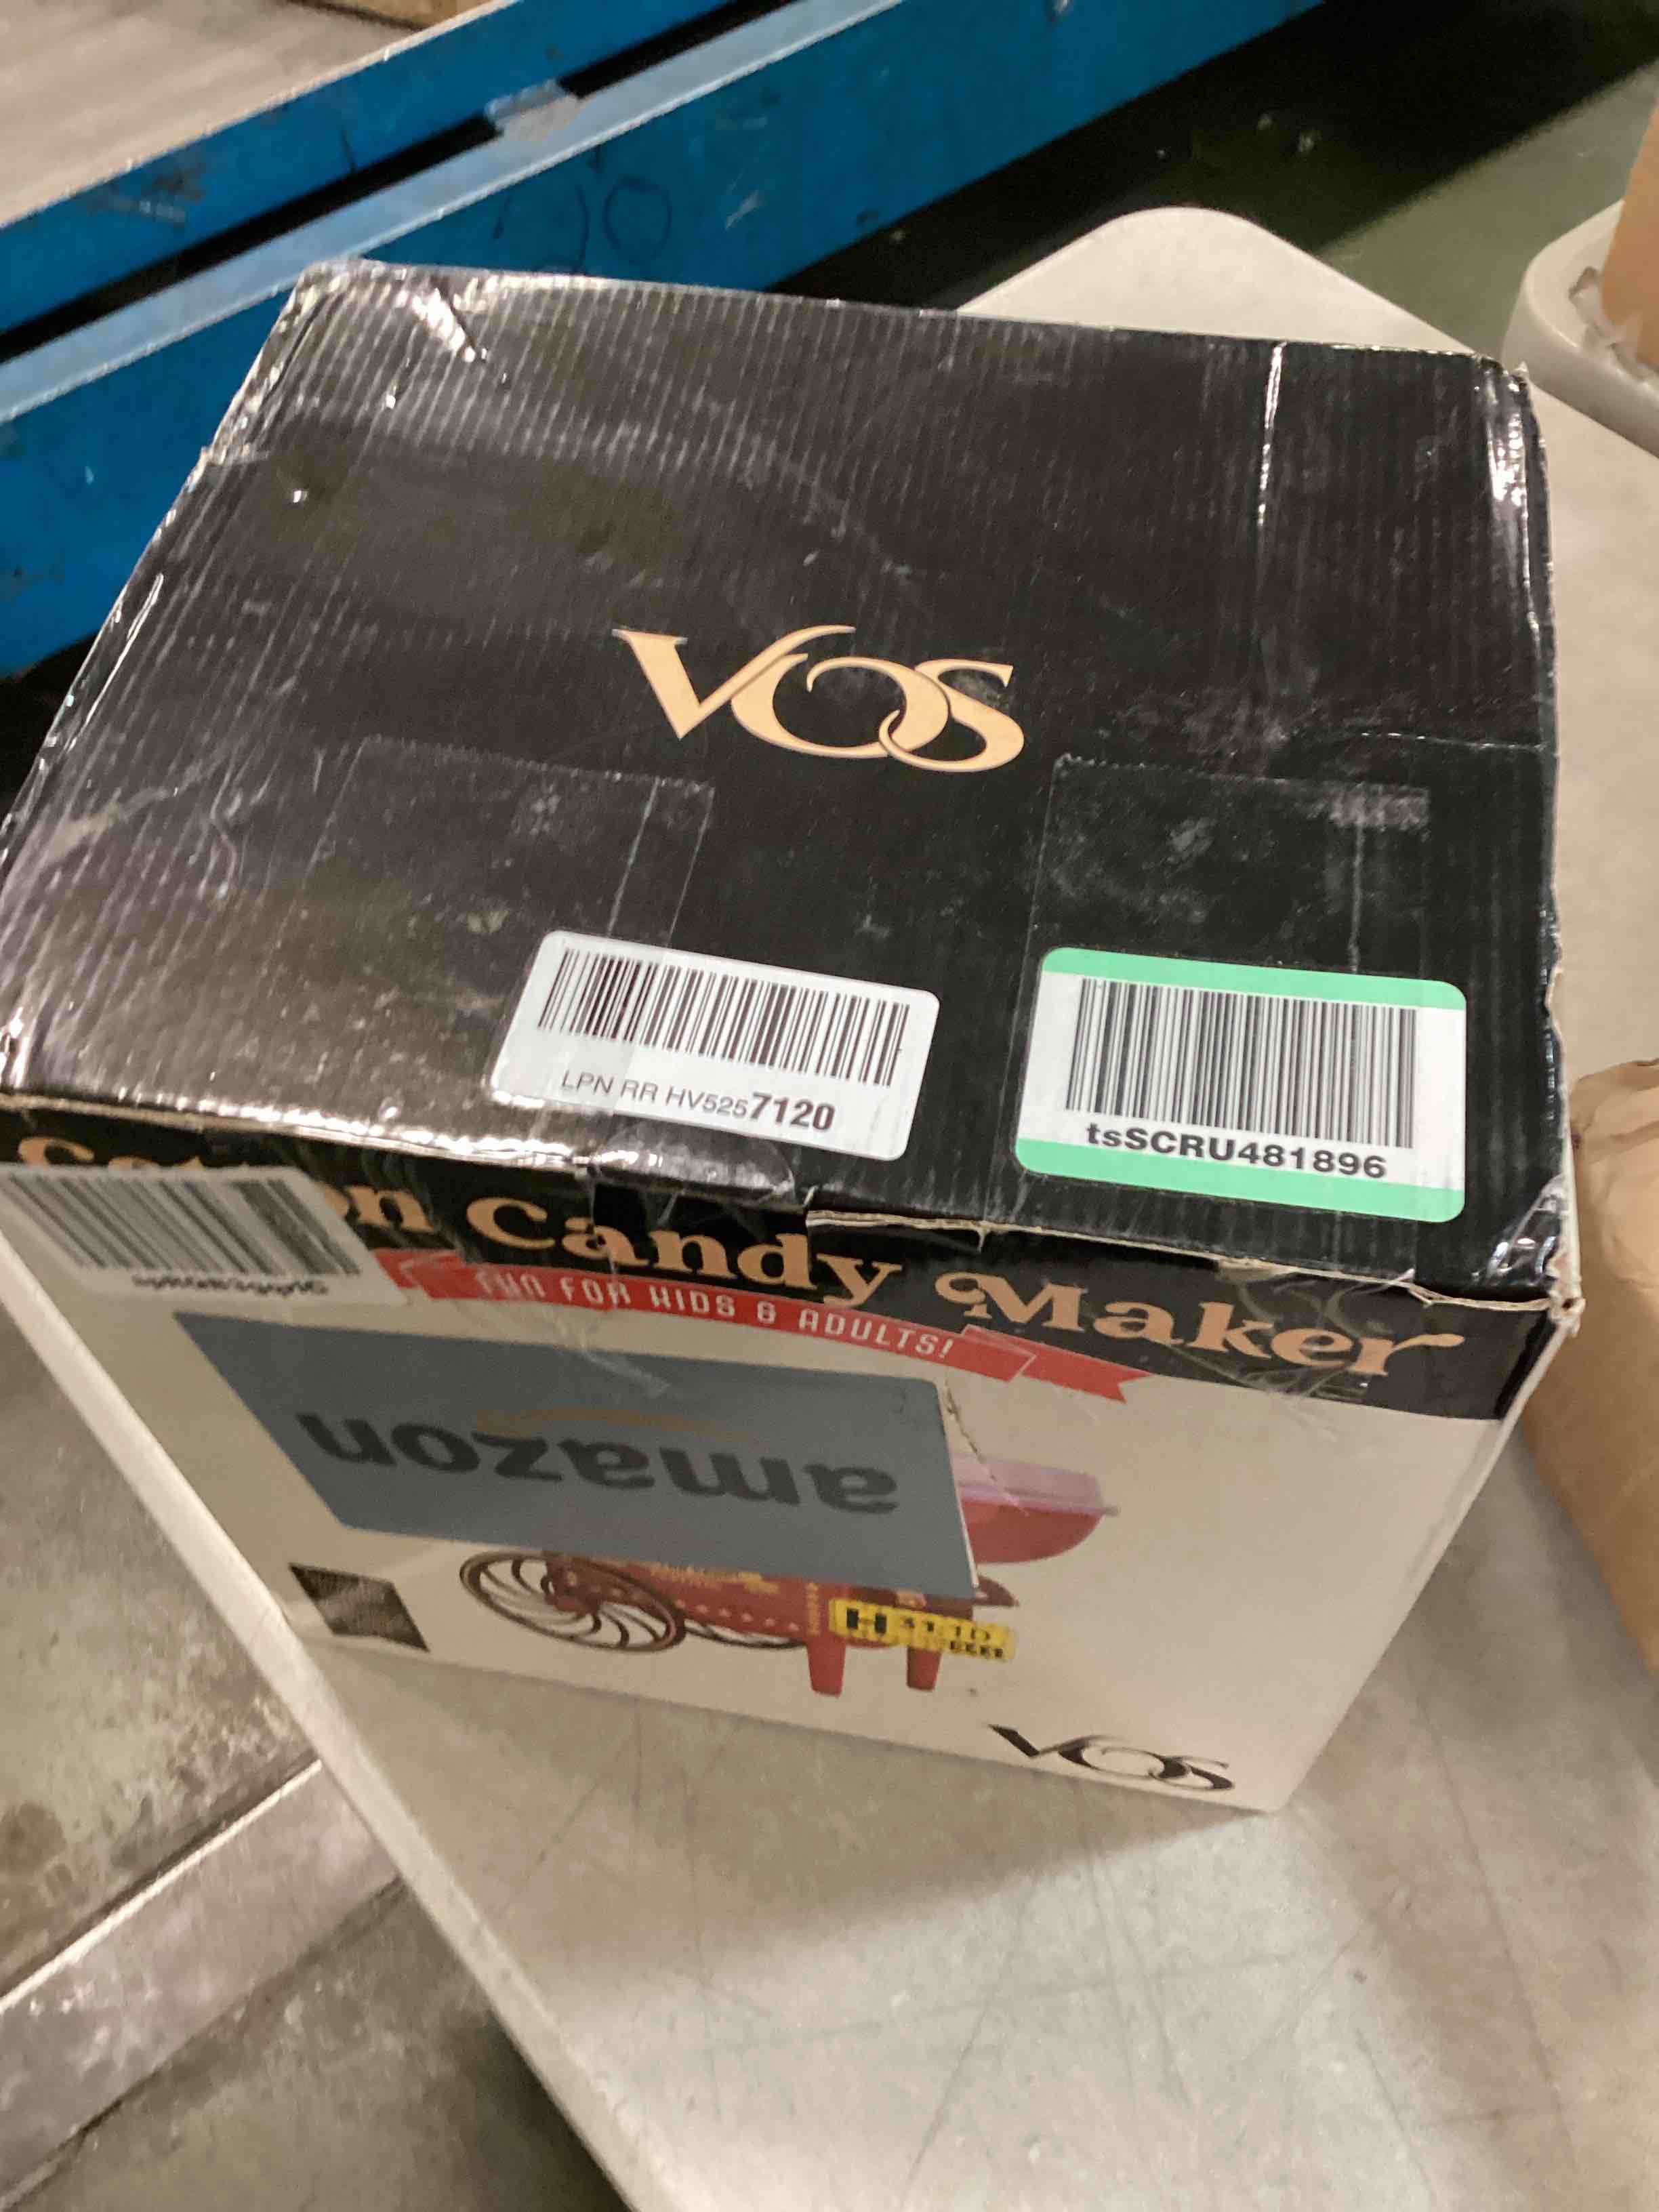 VOS
LPN RR HV5257120
tsSCRU481896
Cotton Candy Maker
FUN FOR KIDS & ADULTS!
amazon
H
VOS